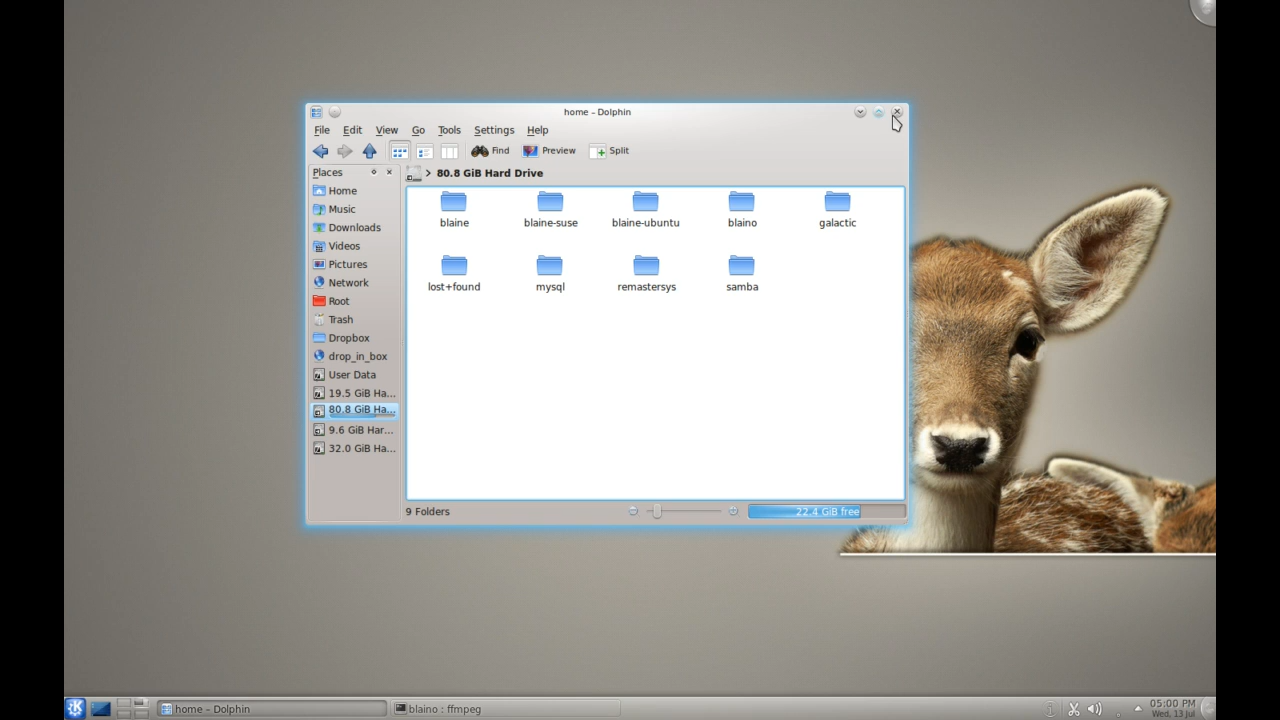 home – Dolphin
File Edit View Go Tools Settings Help
Find Preview Split
Places
80.8 GiB Hard Drive
Home
Music
Downloads
Videos
Pictures
Network
Root
Trash
Dropbox
drop_in_box
User Data
19.5 GiB Ha...
80.8 GiB Ha...
9.6 GiB Har...
32.0 GiB Ha...
blaine blaine-suse blaine-ubuntu blaino galactic
lost+found mysql remastersys samba
9 Folders
22.4 GiB free
home – Dolphin
blaino : ffmpeg
05:00 PM
Wed, 13 Jul